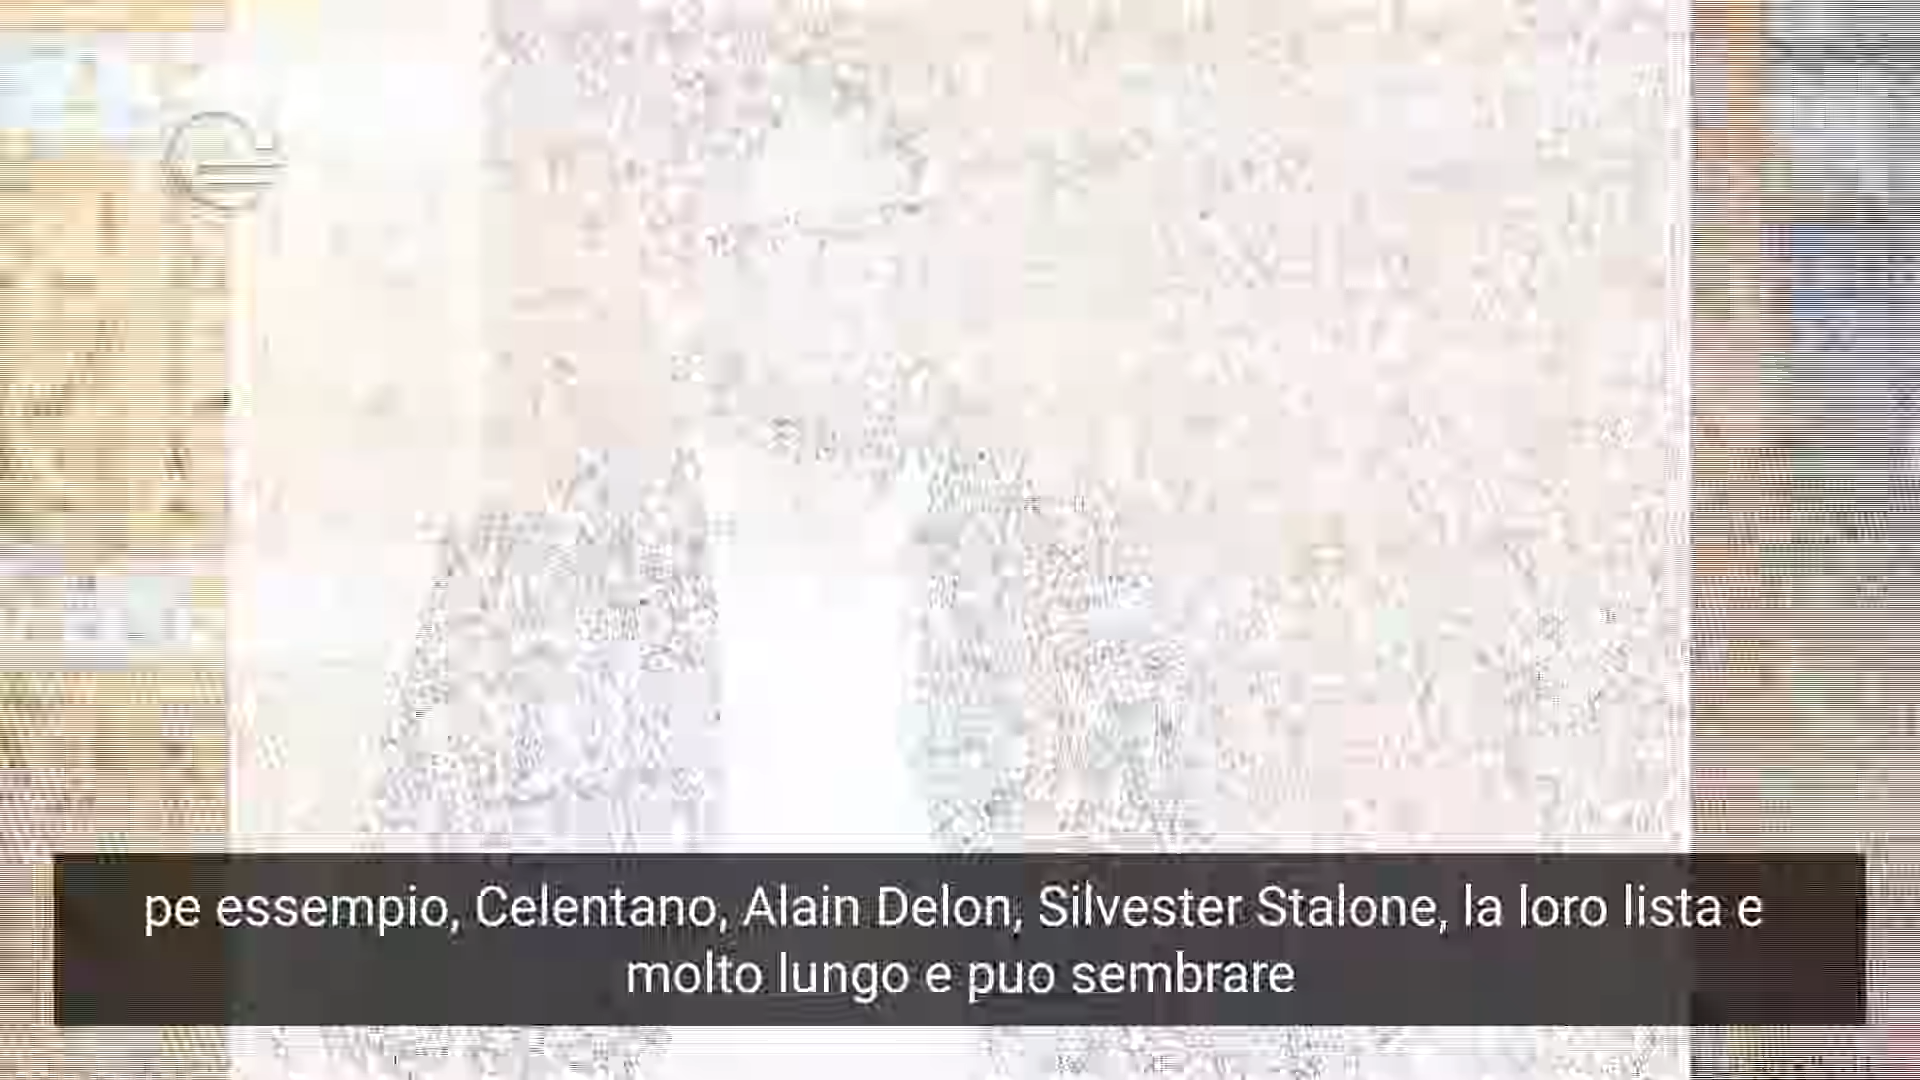 pe essempio, Celentano, Alain Delon, Silvester Stalone, la loro lista e
molto lungo e puo sembrare